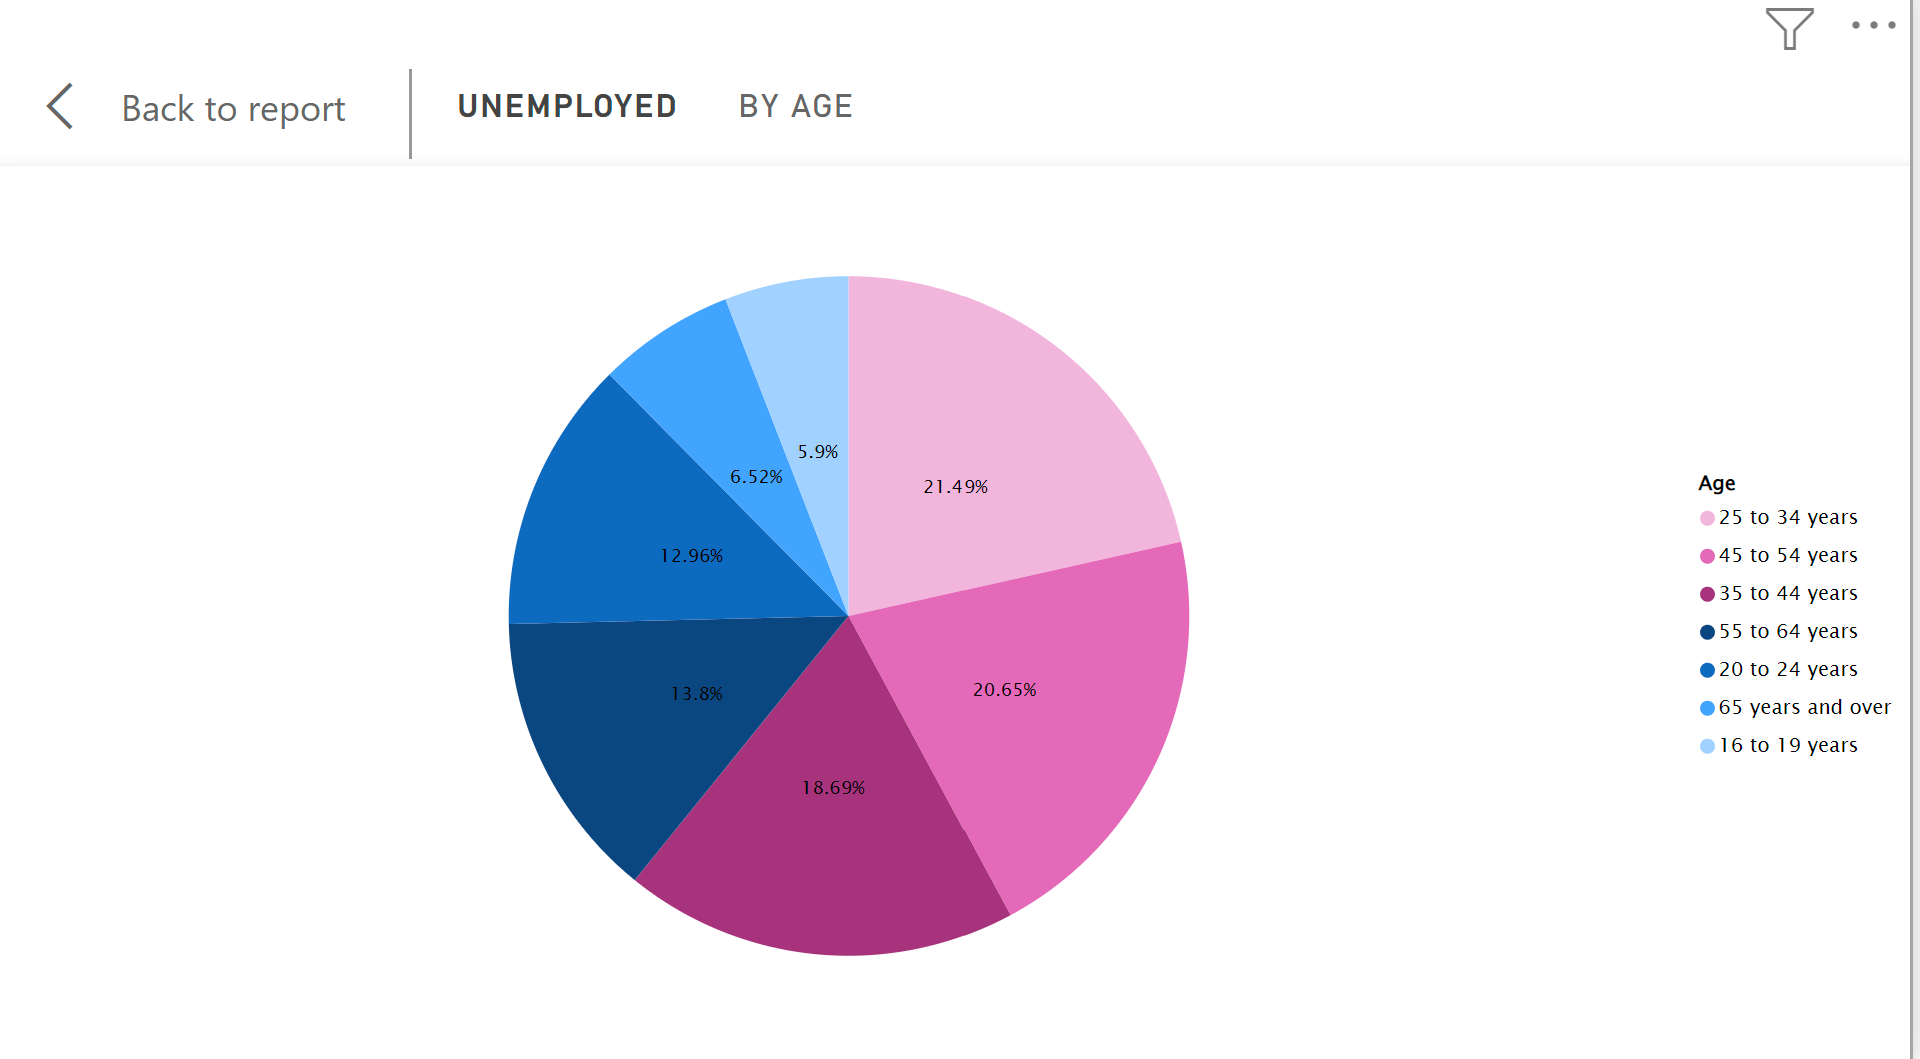 Back to report
UNEMPLOYED BY AGE
5.9%
6.52%
21.49%
12.96%
20.65%
13.8%
18.69%
Age
25 to 34 years
45 to 54 years
35 to 44 years
55 to 64 years
20 to 24 years
65 years and over
16 to 19 years